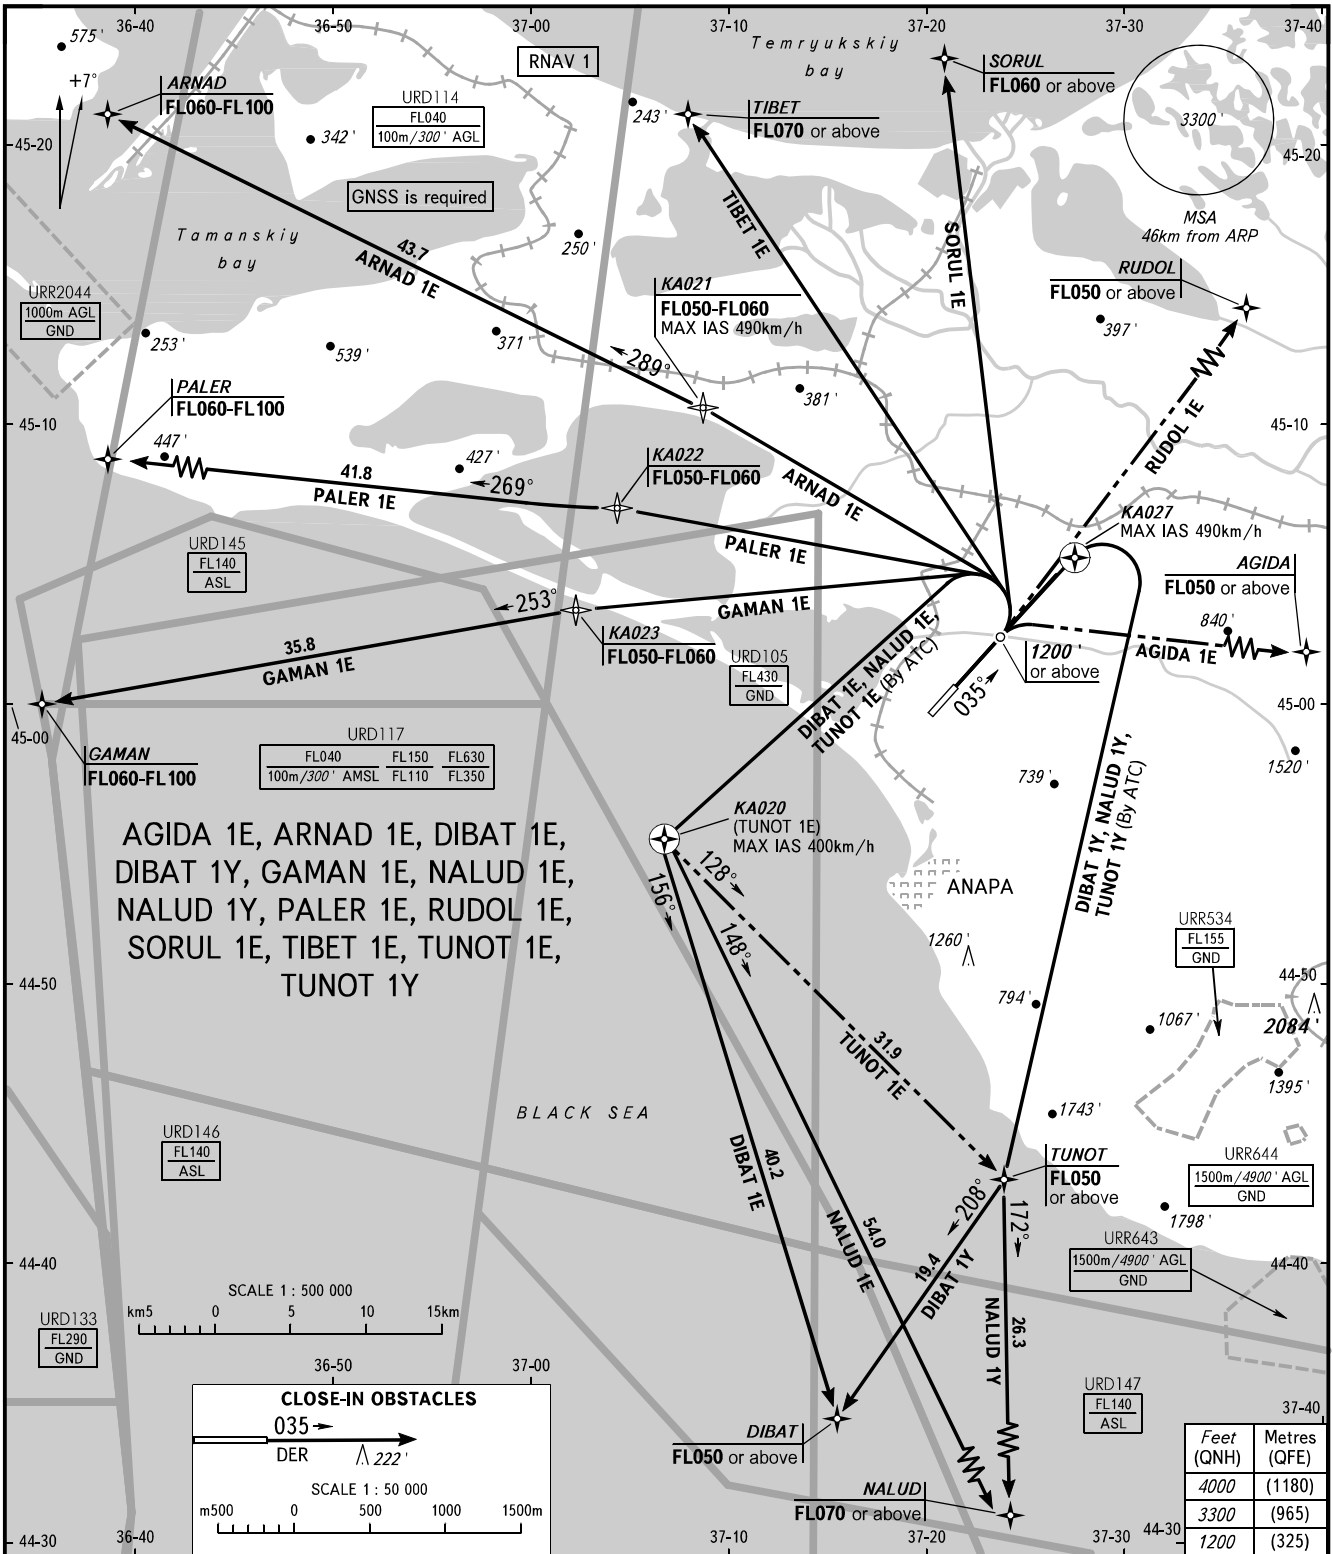 36-40
36-50
37-00
37-10
37-20
37-30
37-40
575'
+7°
ARNAD
FL060-FL100
RNAV 1
Temryukskiy
bay
SORUL
FL060 or above
URD114
FL040
100m/300' AGL
342'
243'
TIBET
FL070 or above
3300'
45-20
45-20
GNSS is required
MSA
46km from ARP
Tamanskiy
bay
43.7
ARNAD 1E
250'
TIBET 1E
SORUL 1E
RUDOL
FL050 or above
KA021
FL050-FL060
MAX IAS 490km/h
URR2044
1000m AGL
GND
253'
539'
371'
289°
397'
381'
PALER
FL060-FL100
RUDOL 1E
45-10
45-10
447'
427'
41.8
PALER 1E
269°
KA022
FL050-FL060
ARNAD 1E
KA027
MAX IAS 490km/h
PALER 1E
URD145
FL140
ASL
AGIDA
FL050 or above
253°
GAMAN 1E
840'
35.8
GAMAN 1E
KA023
FL050-FL060
URD105
FL430
GND
1200'
or above
AGIDA 1E
035°
DIBAT 1E, NALUD 1E,
TUNOT 1E (By ATC)
45-00
45-00
URD117
FL040
100m/300' AMSL
FL150
FL110
FL630
FL350
GAMAN
FL060-FL100
739'
1520'
KA020
(TUNOT 1E)
MAX IAS 400km/h
DIBAT 1Y, NALUD 1Y,
TUNOT 1Y (By ATC)
AGIDA 1E, ARNAD 1E, DIBAT 1E,
DIBAT 1Y, GAMAN 1E, NALUD 1E,
NALUD 1Y, PALER 1E, RUDOL 1E,
SORUL 1E, TIBET 1E, TUNOT 1E,
TUNOT 1Y
128°
156°
148°
ANAPA
URR534
FL155
GND
1260'
44-50
44-50
794'
1067'
2084'
31.9
TUNOT 1E
1395'
BLACK SEA
1743'
URD146
FL140
ASL
40.2
DIBAT 1E
TUNOT
FL050
or above
URR644
1500m/4900' AGL
GND
208°
172°
54.0
NALUD 1E
1798'
URR643
1500m/4900' AGL
GND
44-40
44-40
19.4
DIBAT 1Y
26.3
NALUD 1Y
SCALE 1 : 500 000
km5 0 5 10 15km
URD133
FL290
GND
36-50
37-00
CLOSE-IN OBSTACLES
035
DER
222'
SCALE 1 : 50 000
m500 0 500 1000 1500m
URD147
FL140
ASL
37-40
DIBAT
FL050 or above
NALUD
FL070 or above
Feet
(QNH)
Metres
(QFE)
4000 (1180)
3300 (965)
1200 (325)
44-30
36-40
37-10
37-20
37-30
44-30